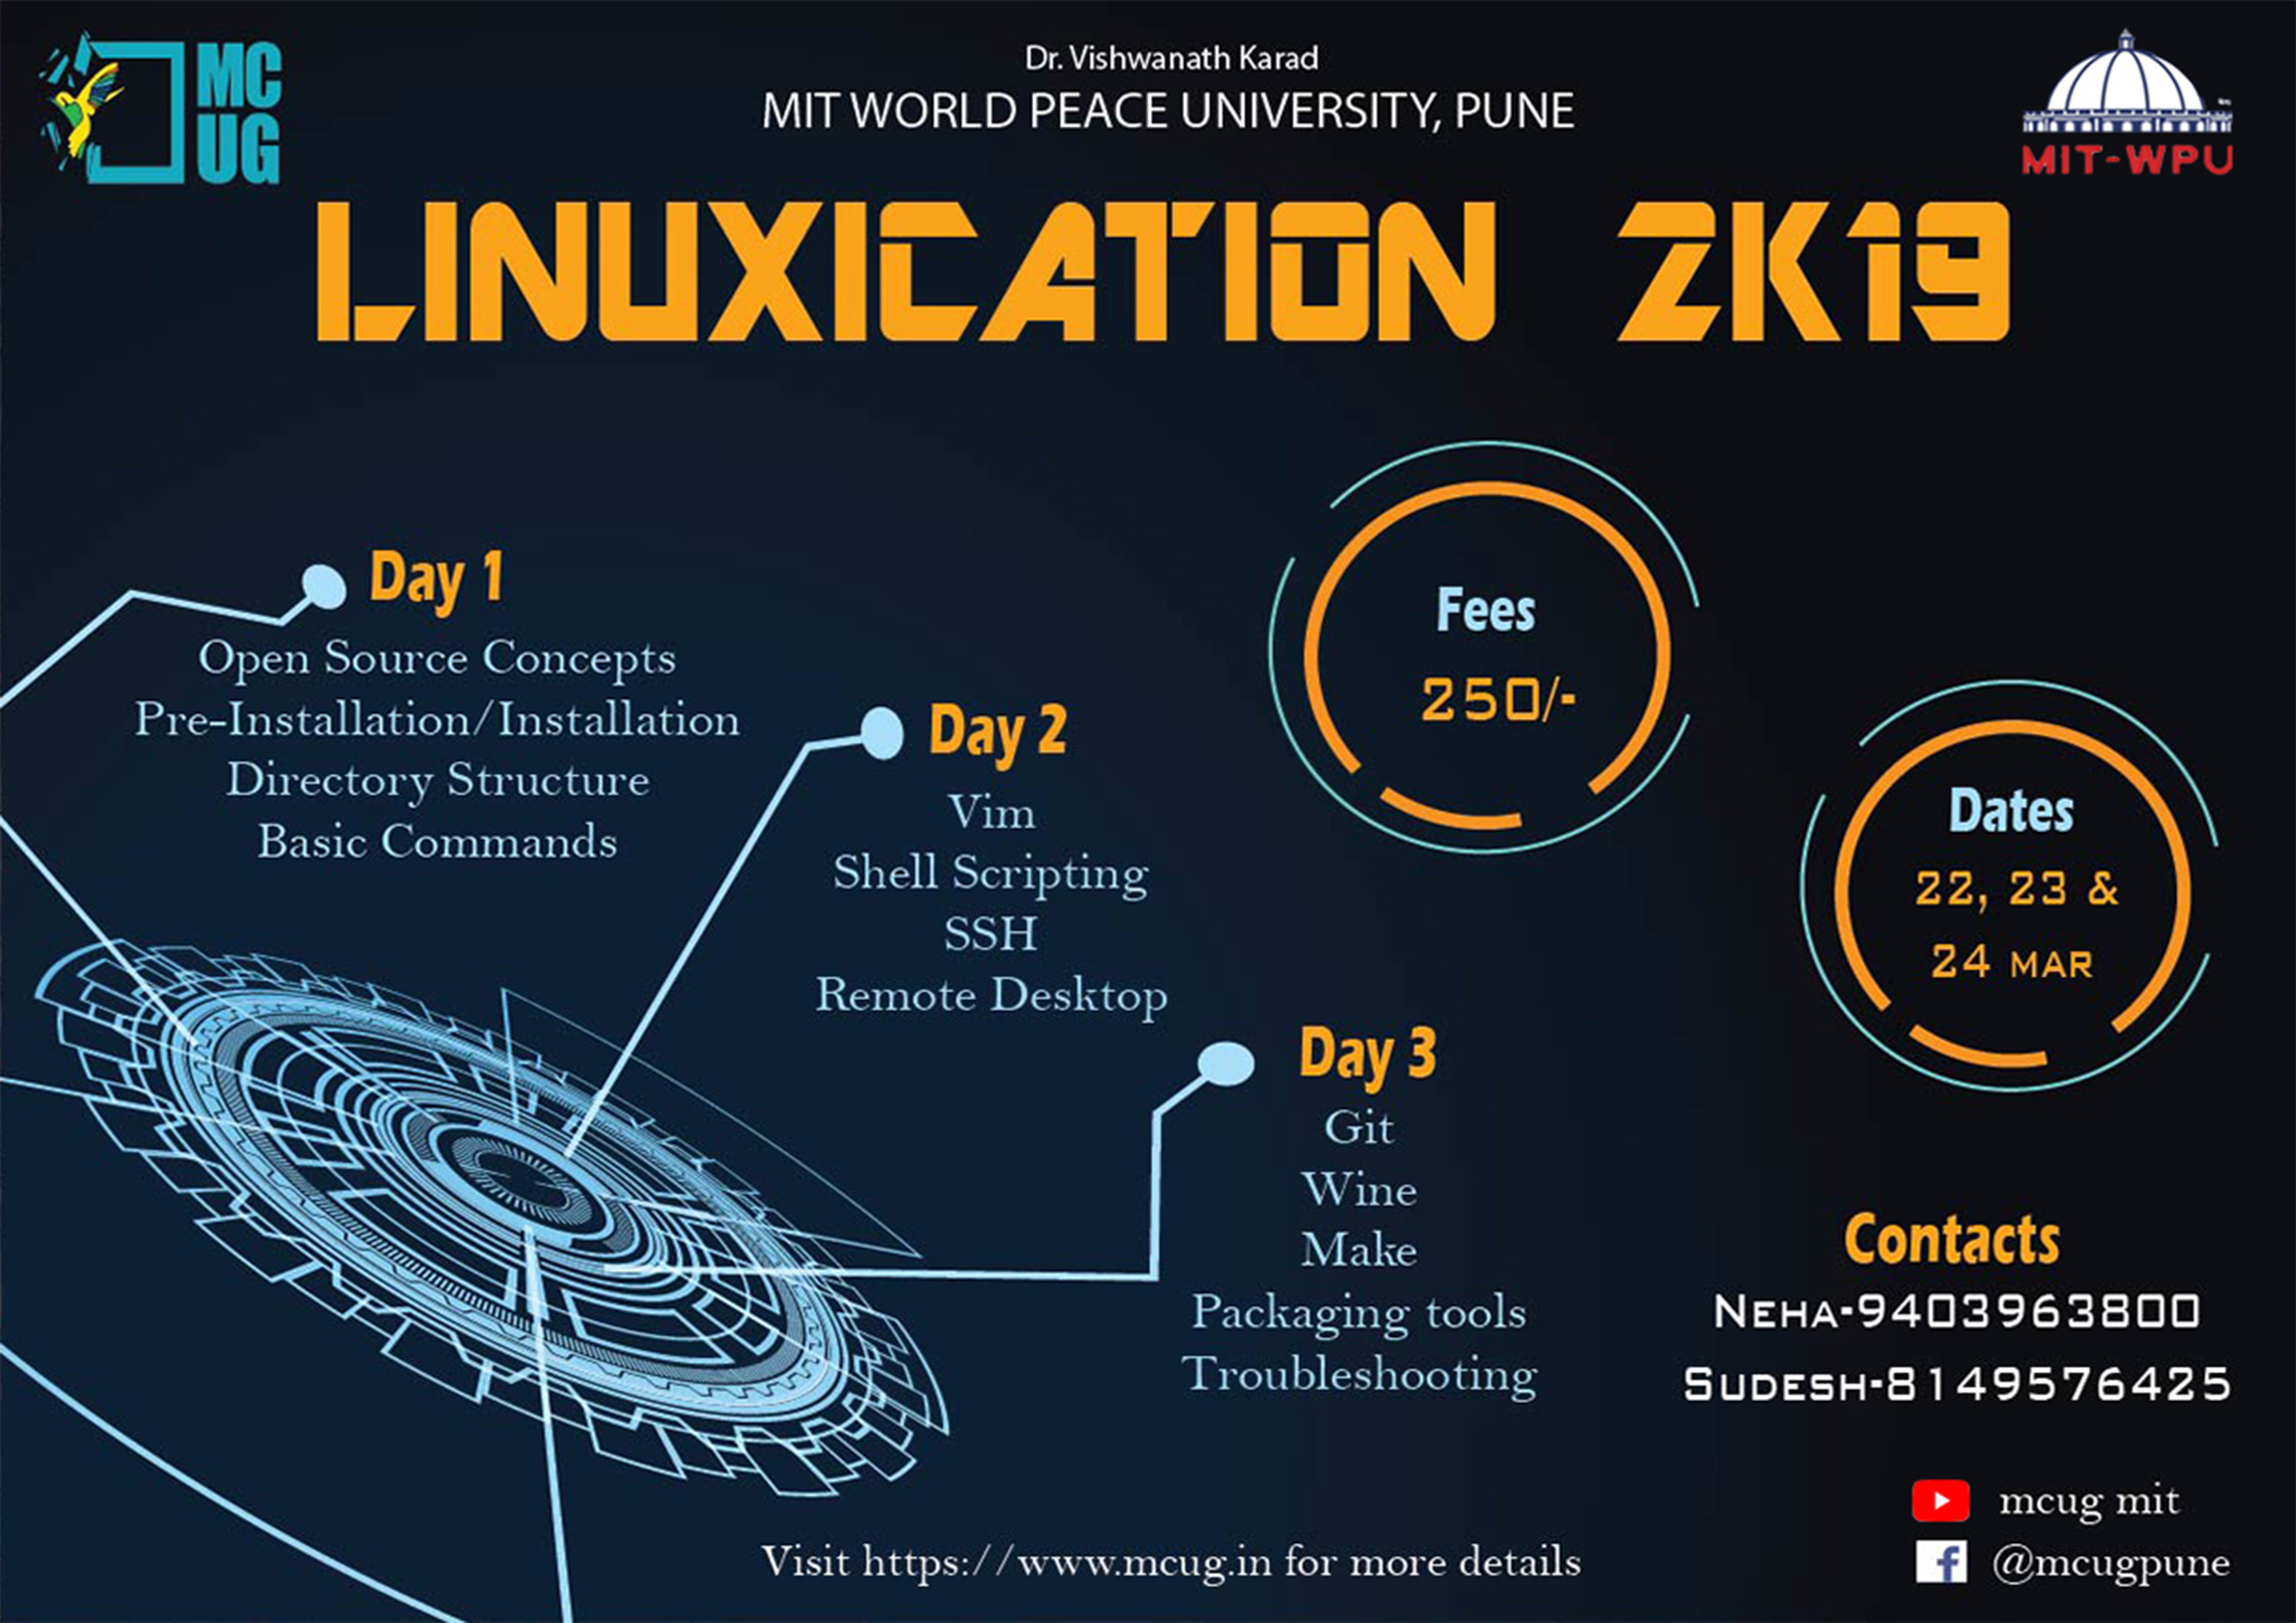 MC
UG
Dr. Vishwanath Karad
MIT WORLD PEACE UNIVERSITY, PUNE
MIT-WPU
LINUXICATION 2K19
Day 1
Open Source Concepts
Pre-Installation/Installation
Directory Structure
Basic Commands
Day 2
Vim
Shell Scripting
SSH
Remote Desktop
Day 3
Git
Wine
Make
Packaging tools
Troubleshooting
Fees
250/-
Dates
22, 23 &
24 MAR
Contacts
NEHA-9403963800
SUDESH-8149576425
mcug mit
@mcugpune
Visit https://www.mcug.in for more details